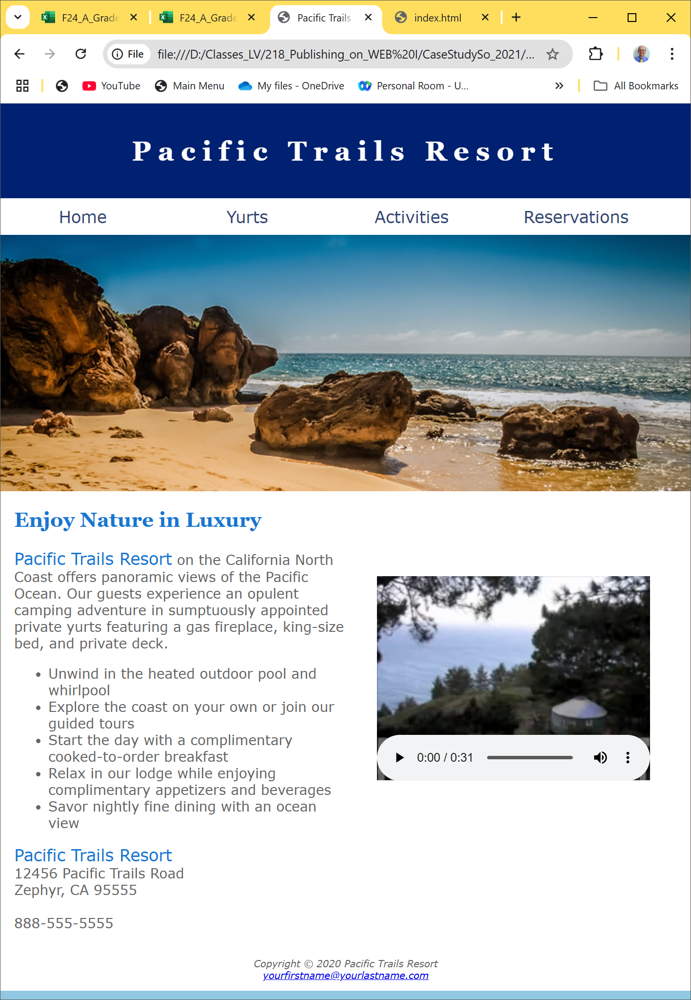 F24_A_Grade
F24_A_Grade
Pacific Trails
index.html
File
file:///D:/Classes_LV/218_Publishing_on_WEB%20I/CaseStudySo_2021/...
YouTube
Main Menu
My files - OneDrive
Personal Room - U...
All Bookmarks
Pacific Trails Resort
Home
Yurts
Activities
Reservations
Enjoy Nature in Luxury
Pacific Trails Resort on the California North
Coast offers panoramic views of the Pacific
Ocean. Our guests experience an opulent
camping adventure in sumptuously appointed
private yurts featuring a gas fireplace, king-size
bed, and private deck.
• Unwind in the heated outdoor pool and
whirlpool
• Explore the coast on your own or join our
guided tours
• Start the day with a complimentary
cooked-to-order breakfast
• Relax in our lodge while enjoying
complimentary appetizers and beverages
• Savor nightly fine dining with an ocean
view
0:00 / 0:31
Pacific Trails Resort
12456 Pacific Trails Road
Zephyr, CA 95555
888-555-5555
Copyright © 2020 Pacific Trails Resort
yourfirstname@yourlastname.com